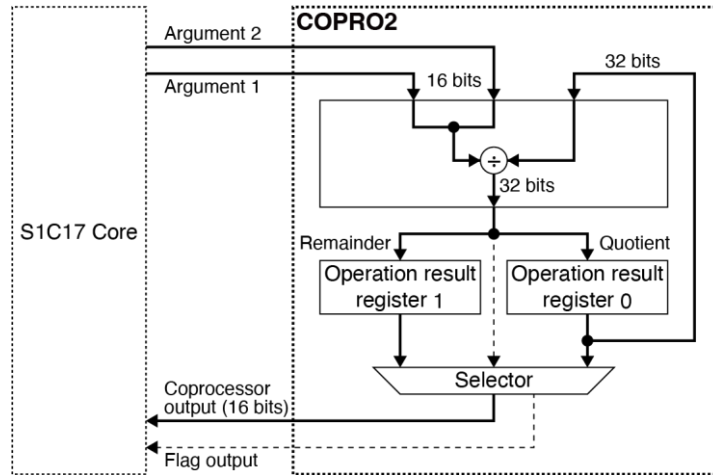 COPRO2
Argument 2
32 bits
Argument 1
16 bits
÷
32 bits
S1C17 Core
Remainder
Quotient
Operation result
register 1
Operation result
register 0
Selector
Coprocessor
output (16 bits)
Flag output